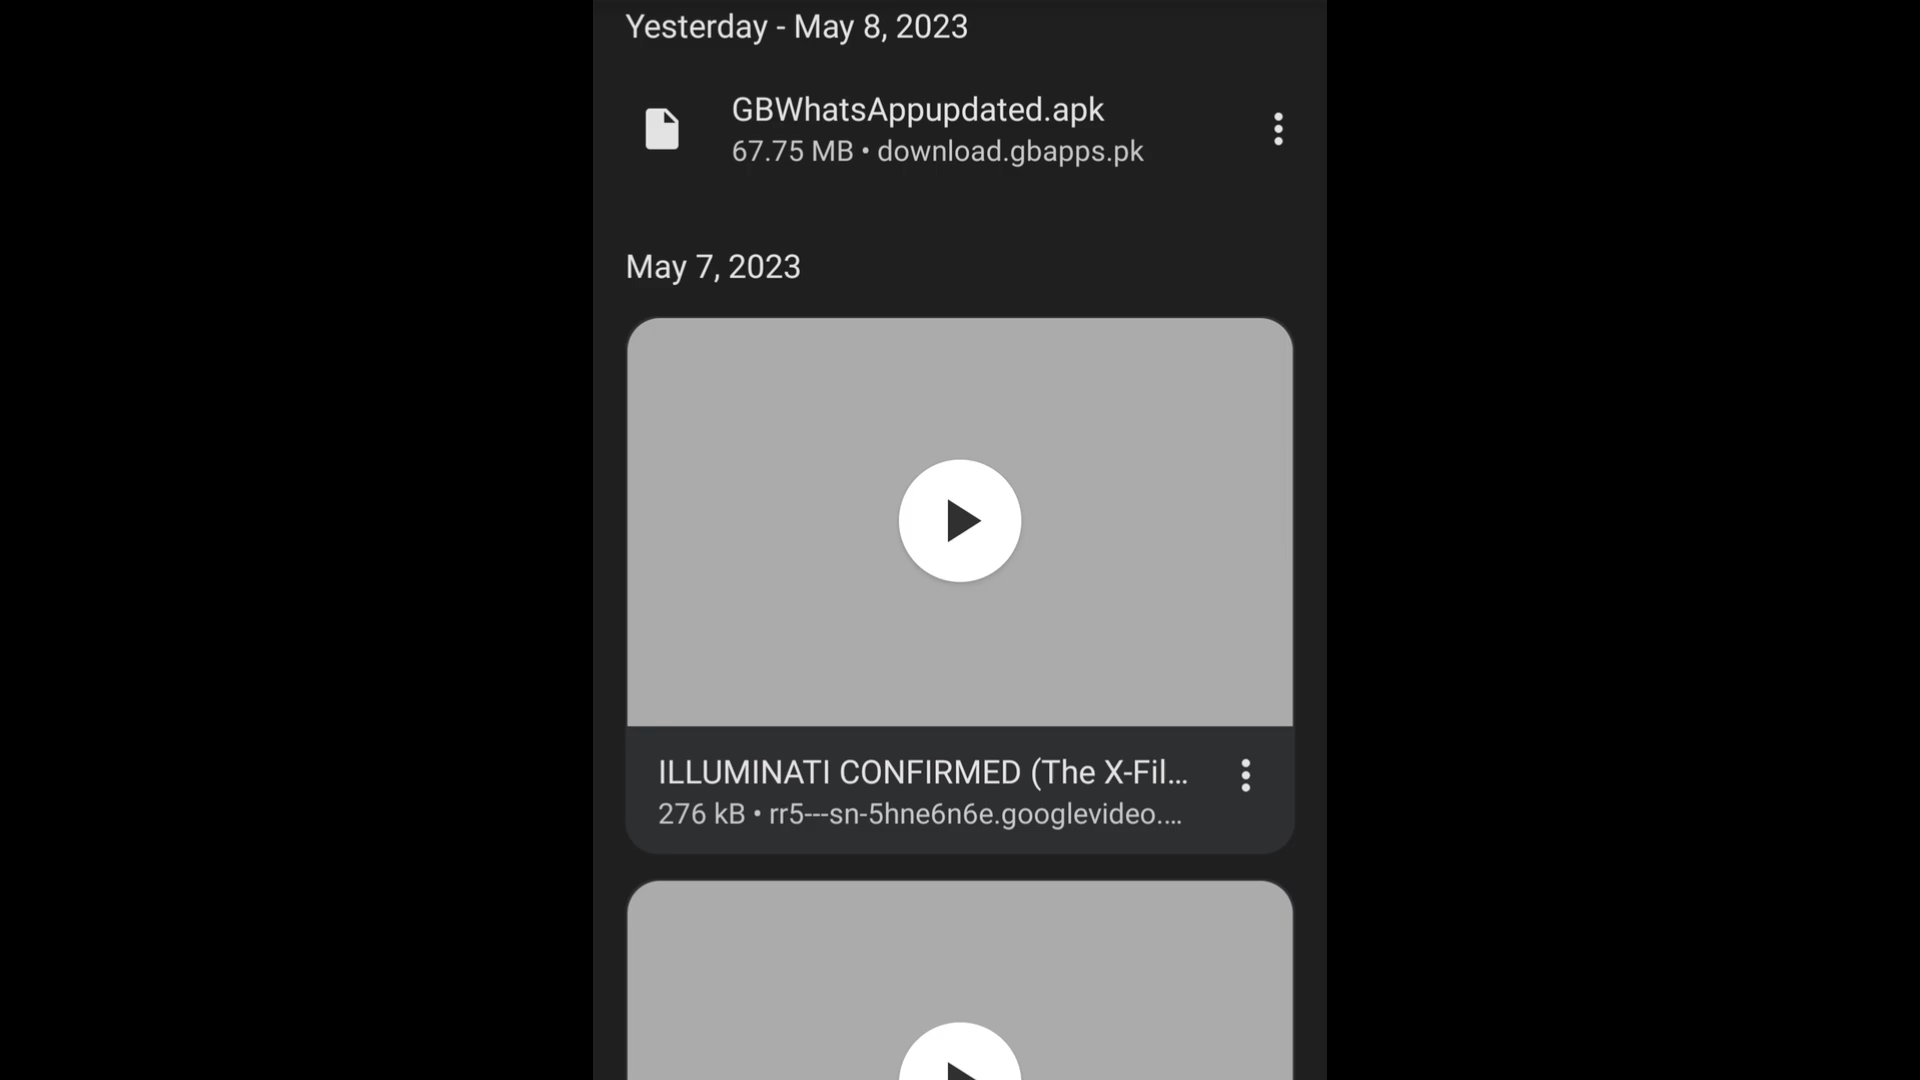 Yesterday - May 8, 2023
GBWhatsAppupdated.apk
67.75 MB • download.gbapps.pk
May 7, 2023
ILLUMINATI CONFIRMED (The X-Fil...
276 kB • rr5---sn-5hne6n6e.googlevideo....